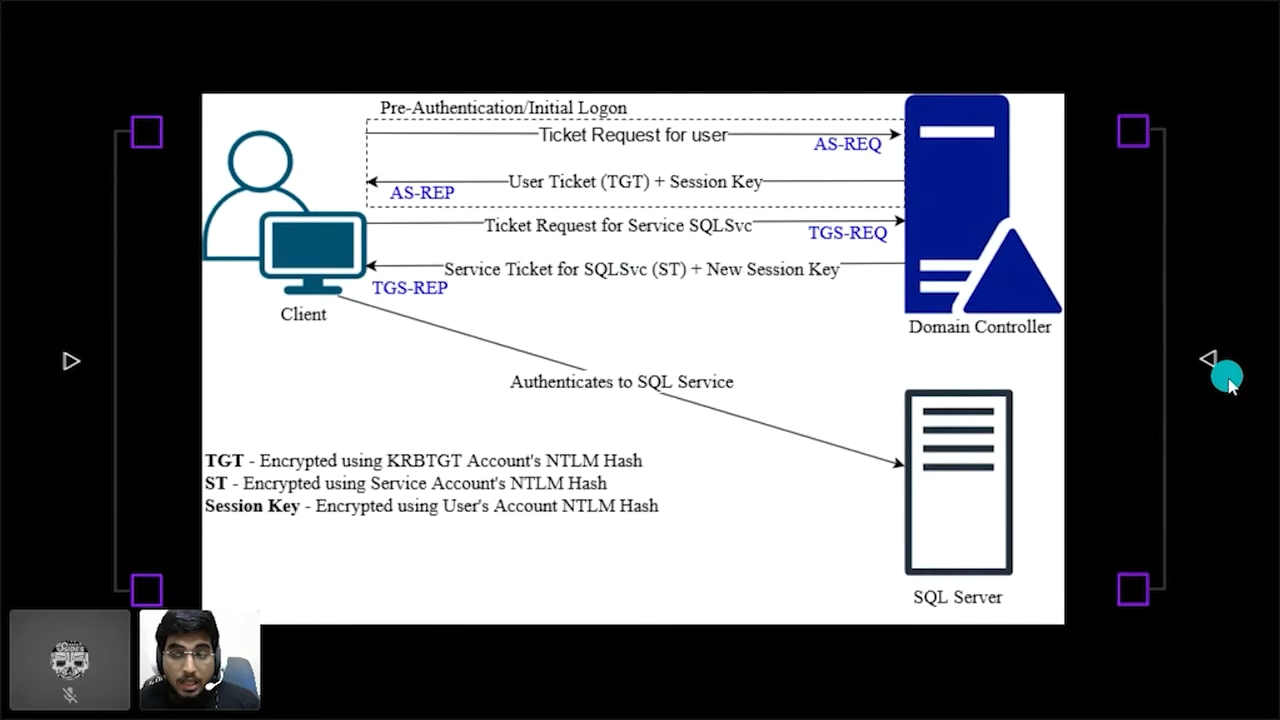 Pre-Authentication/Initial Logon
Ticket Request for user
AS-REQ
User Ticket (TGT) + Session Key
AS-REP
Ticket Request for Service SQLSvc
TGS-REQ
Service Ticket for SQLSvc (ST) + New Session Key
TGS-REP
Client
Domain Controller
Authenticates to SQL Service
TGT - Encrypted using KRBTGT Account's NTLM Hash
ST - Encrypted using Service Account's NTLM Hash
Session Key - Encrypted using User's Account NTLM Hash
SQL Server